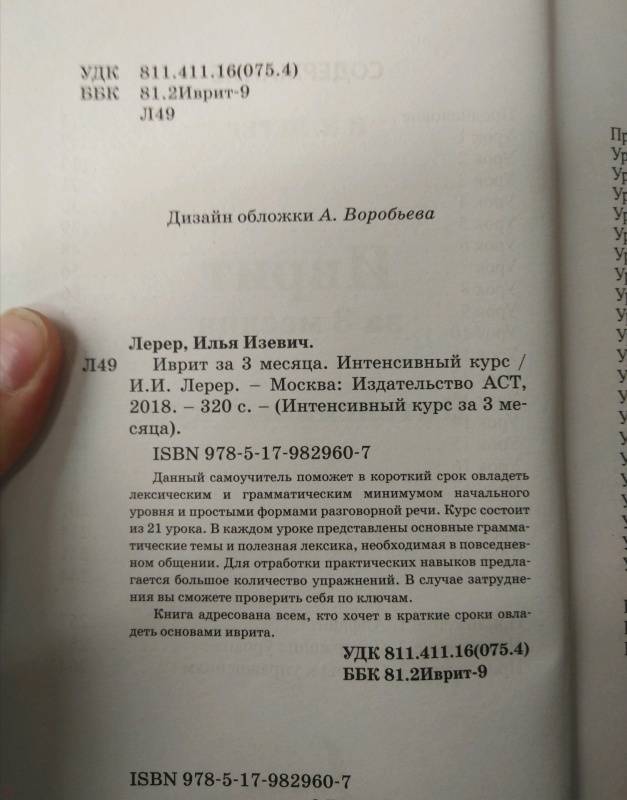 УДК 811.411.16(075.4)
ББК 81.2Иврит-9
Л49
Дизайн обложки А. Воробьева
Лерер, Илья Изевич.
Л49 Иврит за 3 месяца. Интенсивный курс /
И.И. Лерер. – Москва: Издательство АСТ,
2018. – 320 с. – (Интенсивный курс за 3 ме-
сяца).
ISBN 978-5-17-982960-7
Данный самоучитель поможет в короткий срок овладеть
лексическим и грамматическим минимумом начального
уровня и простыми формами разговорной речи. Курс состоит
из 21 урока. В каждом уроке представлены основные грамма-
тические темы и полезная лексика, необходимая в повседнев-
ном общении. Для отработки практических навыков предла-
гается большое количество упражнений. В случае затрудне-
ния вы сможете проверить себя по ключам.
Книга адресована всем, кто хочет в краткие сроки овла-
деть основами иврита.
УДК 811.411.16(075.4)
ББК 81.2Иврит-9
ISBN 978-5-17-982960-7